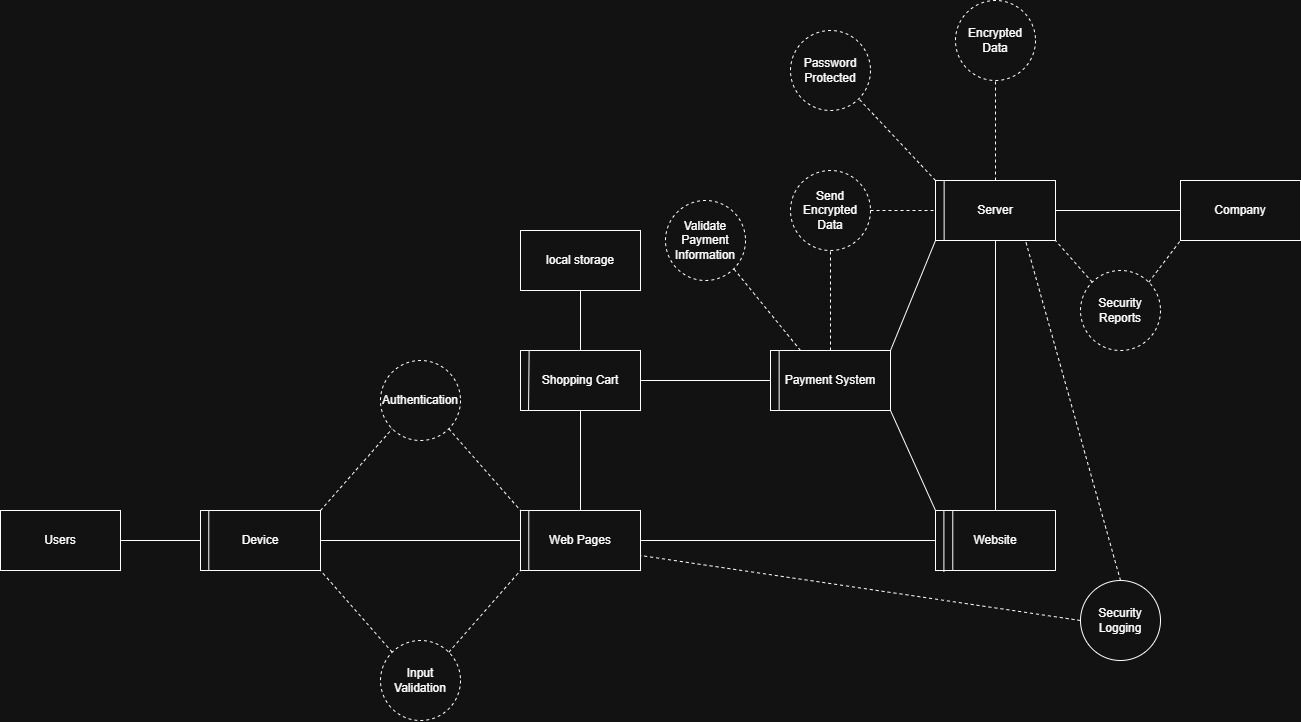 Encrypted
Data
Password
Protected
Send
Encrypted
Data
Server
Company
Validate
Payment
Information
local storage
Security
Reports
Shopping Cart
Payment System
Authentication
Users
Device
Web Pages
Website
Security
Logging
Input
Validation